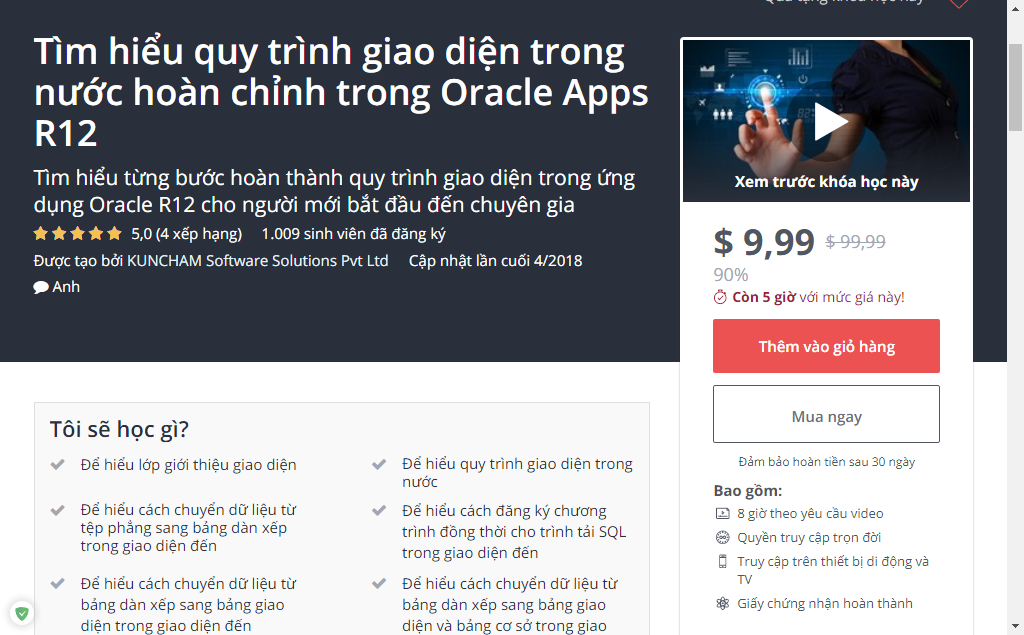 Quà tặng khóa học này
Tìm hiểu quy trình giao diện trong
nước hoàn chỉnh trong Oracle Apps
R12
Tìm hiểu từng bước hoàn thành quy trình giao diện trong ứng
dụng Oracle R12 cho người mới bắt đầu đến chuyên gia
5,0 (4 xếp hạng) 1.009 sinh viên đã đăng ký
Được tạo bởi KUNCHAM Software Solutions Pvt Ltd Cập nhật lần cuối 4/2018
Anh
Xem trước khóa học này
$ 9,99 $ 99,99
90%
Còn 5 giờ với mức giá này!
Thêm vào giỏ hàng
Mua ngay
Đảm bảo hoàn tiền sau 30 ngày
Bao gồm:
8 giờ theo yêu cầu video
Quyền truy cập trọn đời
Truy cập trên thiết bị di động và
TV
Giấy chứng nhận hoàn thành
Tôi sẽ học gì?
Để hiểu lớp giới thiệu giao diện
Để hiểu quy trình giao diện trong
nước
Để hiểu cách chuyển dữ liệu từ
tệp phẳng sang bảng dàn xếp
trong giao diện đến
Để hiểu cách đăng ký chương
trình đồng thời cho trình tải SQL
trong giao diện đến
Để hiểu cách chuyển dữ liệu từ
bảng dàn xếp sang bảng giao
diện trong giao diện đến
Để hiểu cách chuyển dữ liệu từ
bảng dàn xếp sang bảng giao
diện và bảng cơ sở trong giao